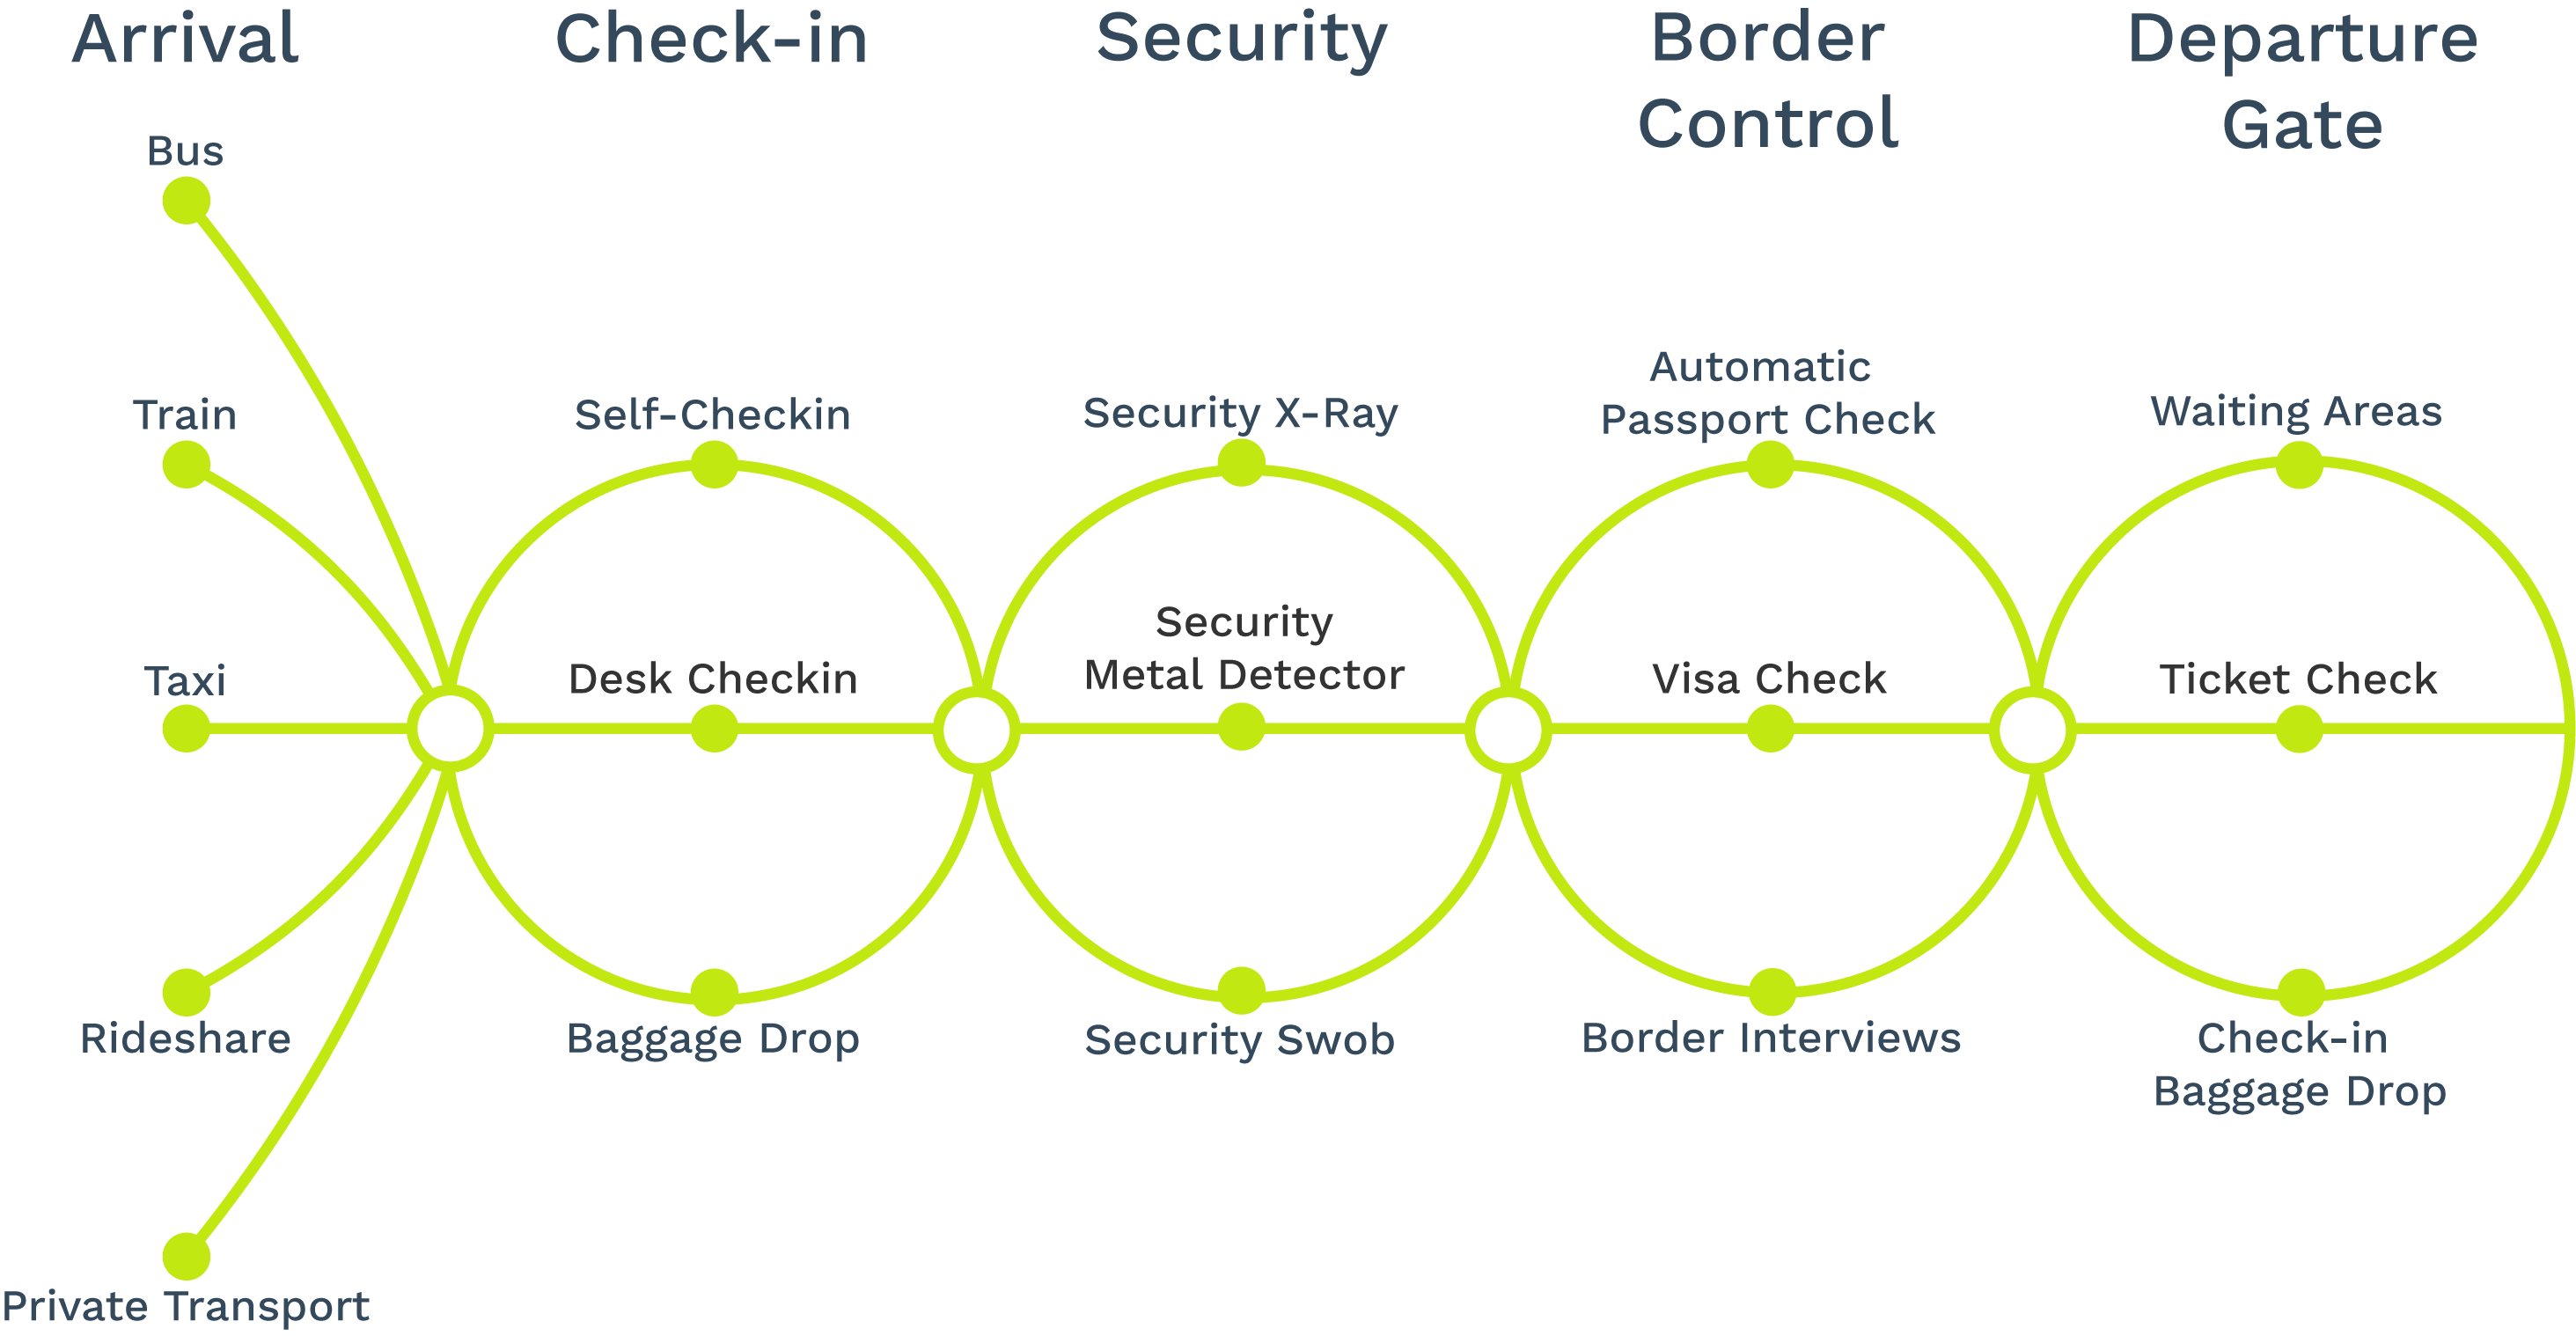 Arrival
Check-in
Security
Border
Control
Departure
Gate
Bus
Train
Taxi
Rideshare
Private Transport
Self-Checkin
Desk Checkin
Baggage Drop
Security X-Ray
Security
Metal Detector
Security Swob
Automatic
Passport Check
Visa Check
Border Interviews
Waiting Areas
Ticket Check
Check-in
Baggage Drop